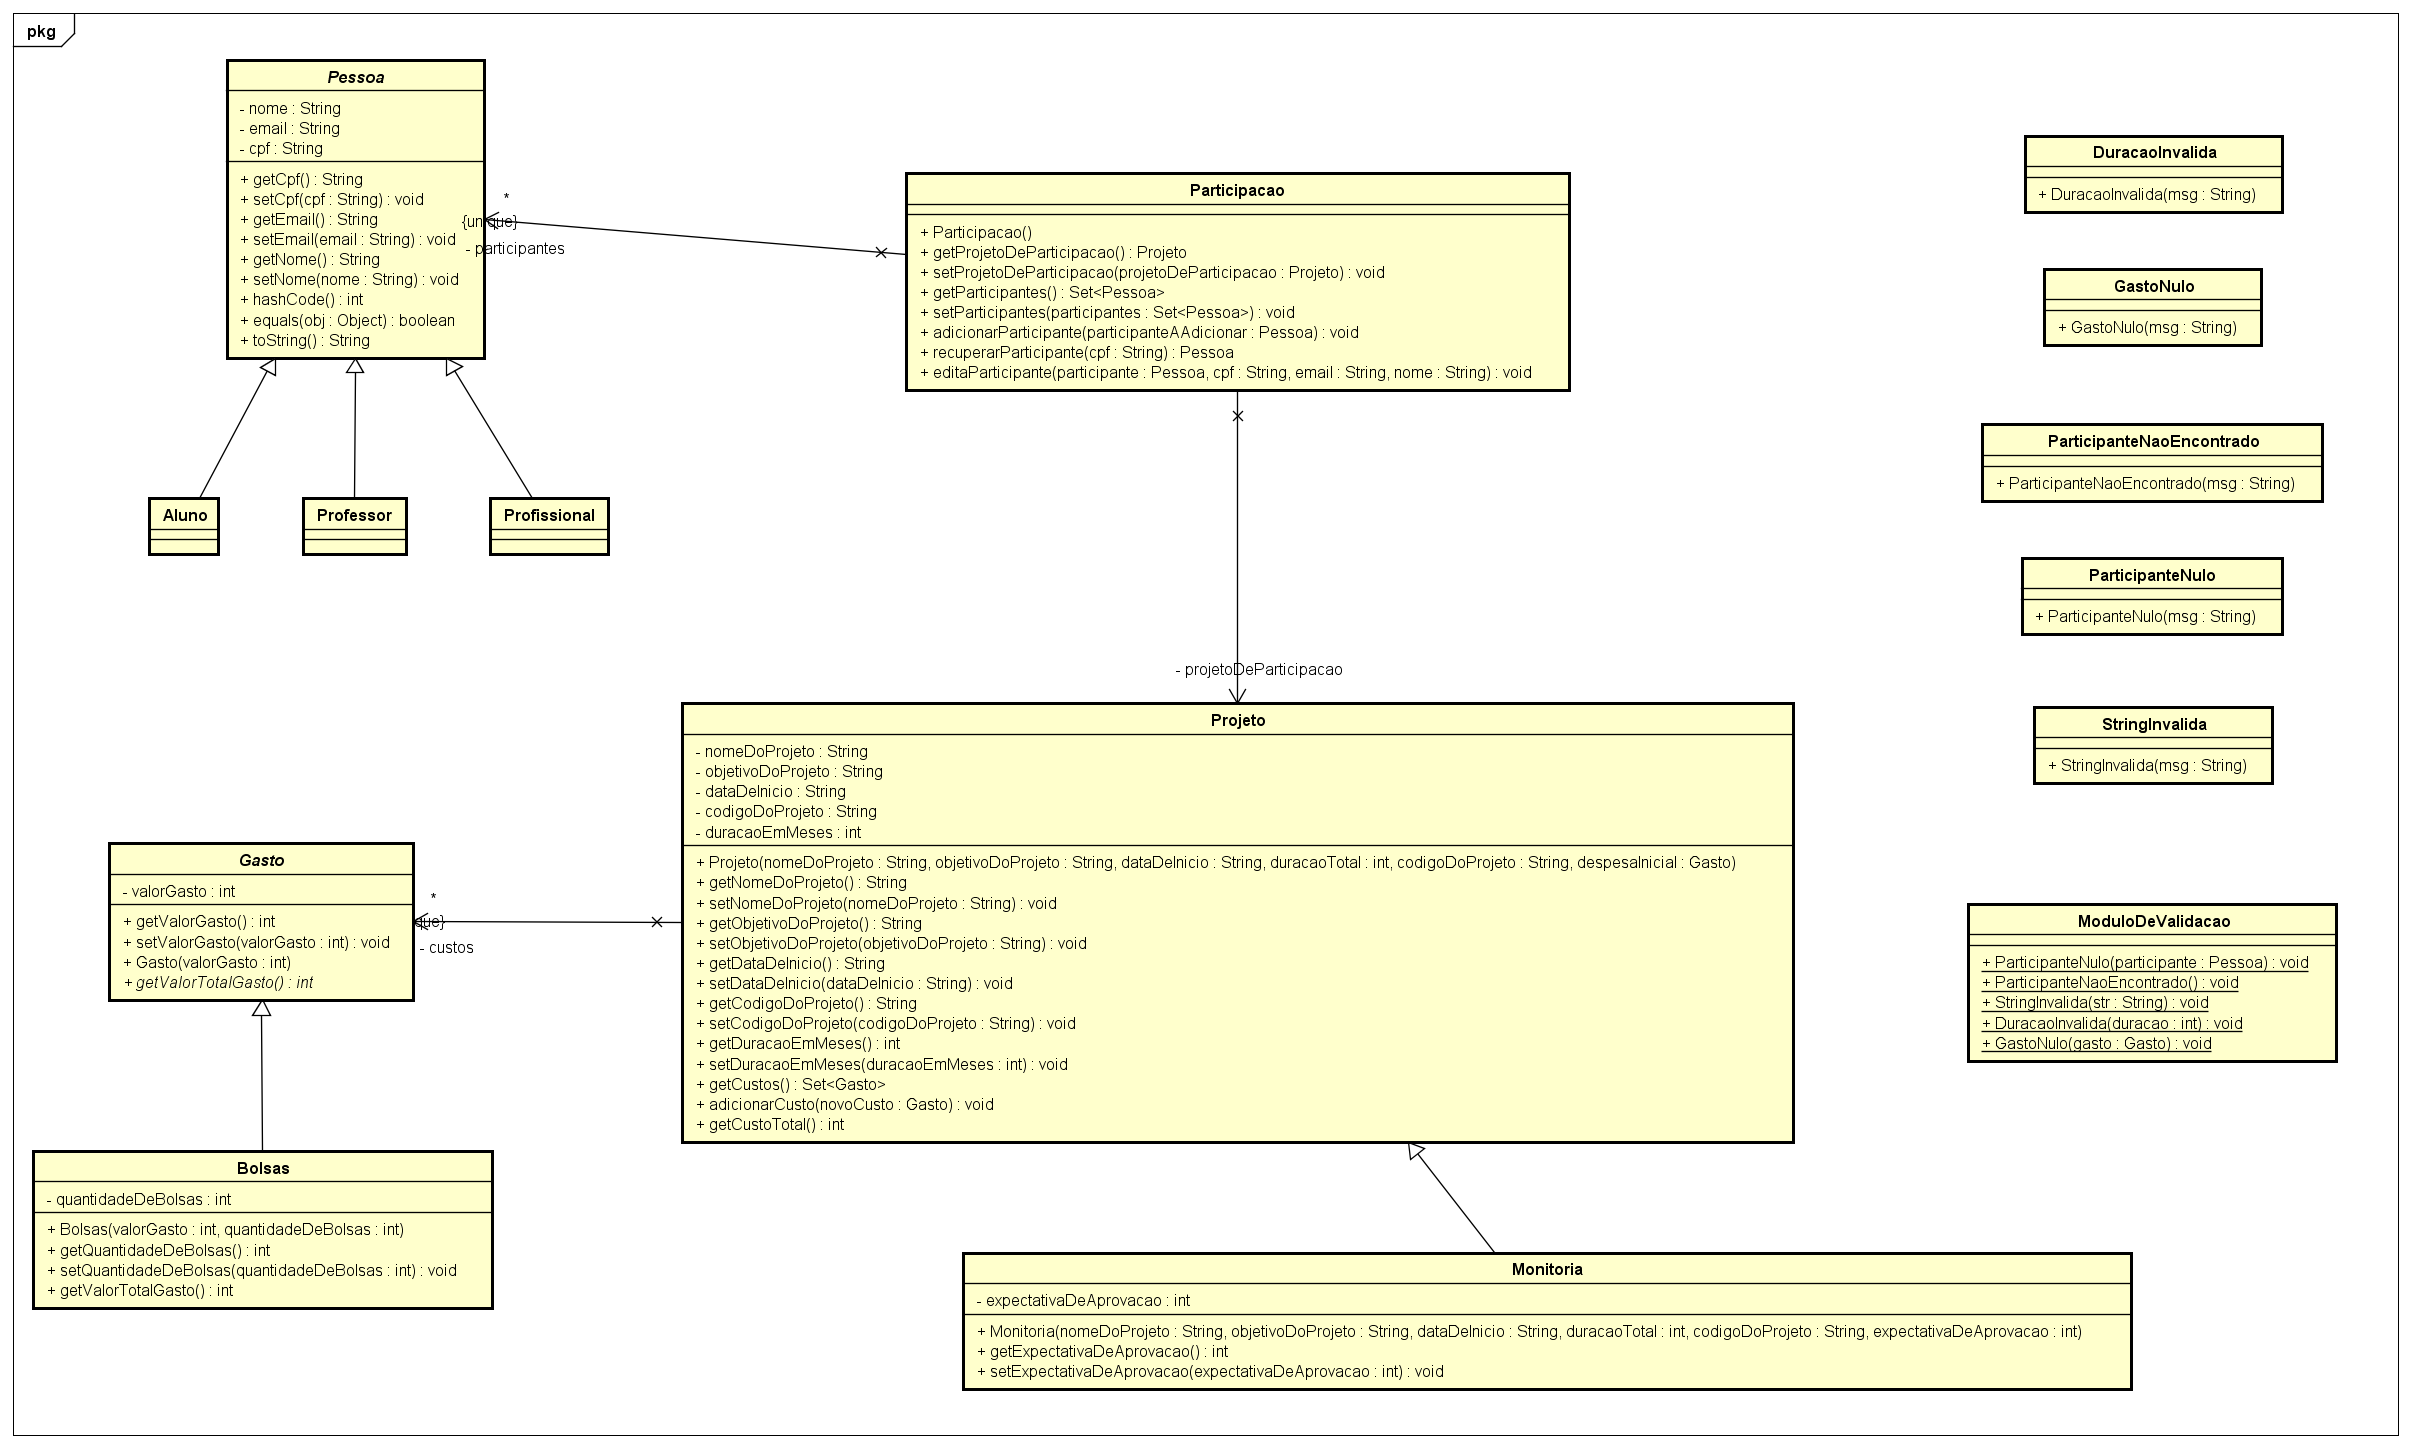 pkg
Pessoa
- nome : String
- email : String
- cpf : String
+ getCpf() : String
+ setCpf(cpf : String) : void
+ getEmail() : String
+ setEmail(email : String) : void
+ getNome() : String
+ setNome(nome : String) : void
+ hashCode() : int
+ equals(obj : Object) : boolean
+ toString() : String
*
{unique}
- participantes
Participacao
+ Participacao()
+ getProjetoDeParticipacao() : Projeto
+ setProjetoDeParticipacao(projetoDeParticipacao : Projeto) : void
+ getParticipantes() : Set<Pessoa>
+ setParticipantes(participantes : Set<Pessoa>) : void
+ adicionarParticipante(participanteAAdicionar : Pessoa) : void
+ recuperarParticipante(cpf : String) : Pessoa
+ editaParticipante(participante : Pessoa, cpf : String, email : String, nome : String) : void
DuracaoInvalida
+ DuracaoInvalida(msg : String)
GastoNulo
+ GastoNulo(msg : String)
ParticipanteNaoEncontrado
+ ParticipanteNaoEncontrado(msg : String)
ParticipanteNulo
+ ParticipanteNulo(msg : String)
StringInvalida
+ StringInvalida(msg : String)
Aluno
Professor
Profissional
- projetoDeParticipacao
Projeto
- nomeDoProjeto : String
- objetivoDoProjeto : String
- dataDeInicio : String
- codigoDoProjeto : String
- duracaoEmMeses : int
+ Projeto(nomeDoProjeto : String, objetivoDoProjeto : String, dataDeInicio : String, duracaoTotal : int, codigoDoProjeto : String, despesaInicial : Gasto)
+ getNomeDoProjeto() : String
+ setNomeDoProjeto(nomeDoProjeto : String) : void
+ getObjetivoDoProjeto() : String
+ setObjetivoDoProjeto(objetivoDoProjeto : String) : void
+ getDataDeInicio() : String
+ setDataDeInicio(dataDeInicio : String) : void
+ getCodigoDoProjeto() : String
+ setCodigoDoProjeto(codigoDoProjeto : String) : void
+ getDuracaoEmMeses() : int
+ setDuracaoEmMeses(duracaoEmMeses : int) : void
+ getCustos() : Set<Gasto>
+ adicionarCusto(novoCusto : Gasto) : void
+ getCustoTotal() : int
Gasto
- valorGasto : int
+ getValorGasto() : int
+ setValorGasto(valorGasto : int) : void
+ Gasto(valorGasto : int)
+ getValorTotalGasto() : int
*
que}
- custos
ModuloDeValidacao
+ ParticipanteNulo(participante : Pessoa) : void
+ ParticipanteNaoEncontrado() : void
+ StringInvalida(str : String) : void
+ DuracaoInvalida(duracao : int) : void
+ GastoNulo(gasto : Gasto) : void
Bolsas
- quantidadeDeBolsas : int
+ Bolsas(valorGasto : int, quantidadeDeBolsas : int)
+ getQuantidadeDeBolsas() : int
+ setQuantidadeDeBolsas(quantidadeDeBolsas : int) : void
+ getValorTotalGasto() : int
Monitoria
- expectativaDeAprovacao : int
+ Monitoria(nomeDoProjeto : String, objetivoDoProjeto : String, dataDeInicio : String, duracaoTotal : int, codigoDoProjeto : String, expectativaDeAprovacao : int)
+ getExpectativaDeAprovacao() : int
+ setExpectativaDeAprovacao(expectativaDeAprovacao : int) : void